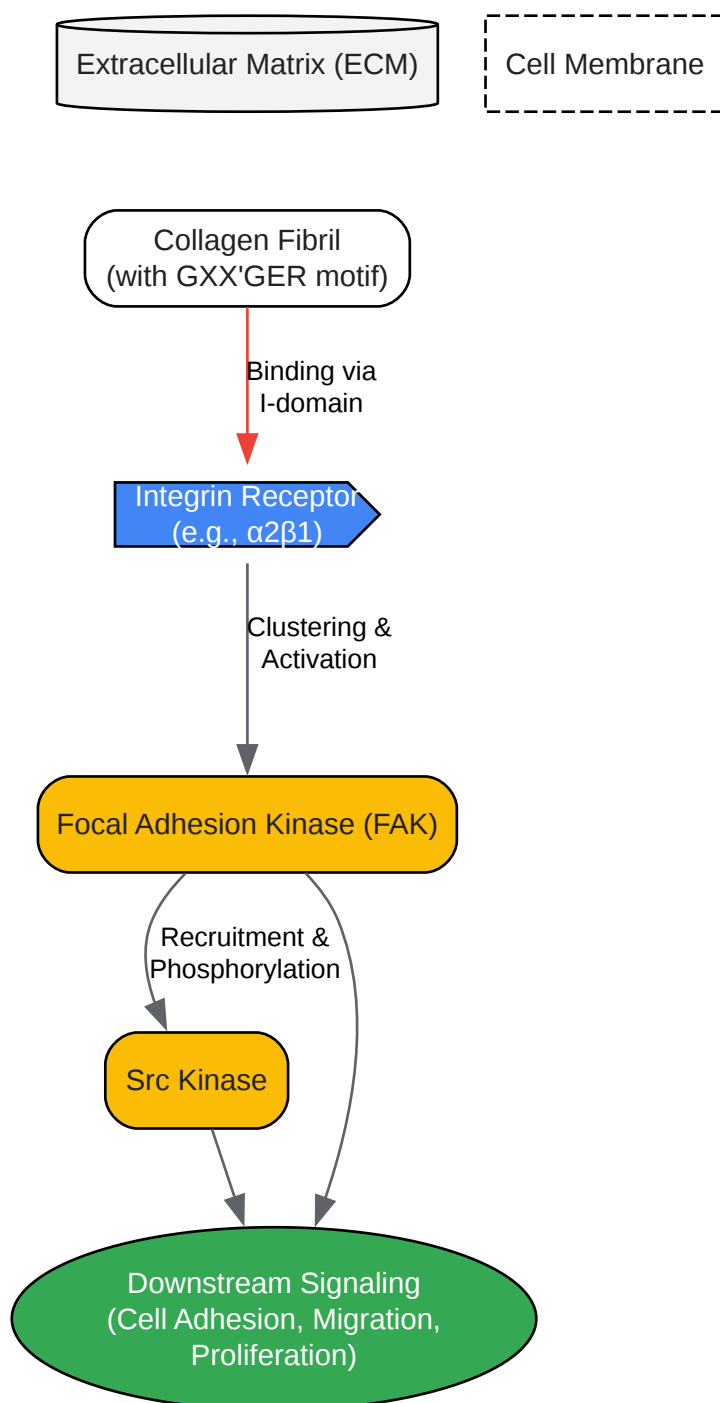 Extracellular Matrix (ECM)
Cell Membrane
Collagen Fibril
(with GXX'GER motif)
Binding via
I-domain
Integrin Receptor
(e.g., α2β1)
Clustering &
Activation
Focal Adhesion Kinase (FAK)
Recruitment &
Phosphorylation
Src Kinase
Downstream Signaling
(Cell Adhesion, Migration,
Proliferation)